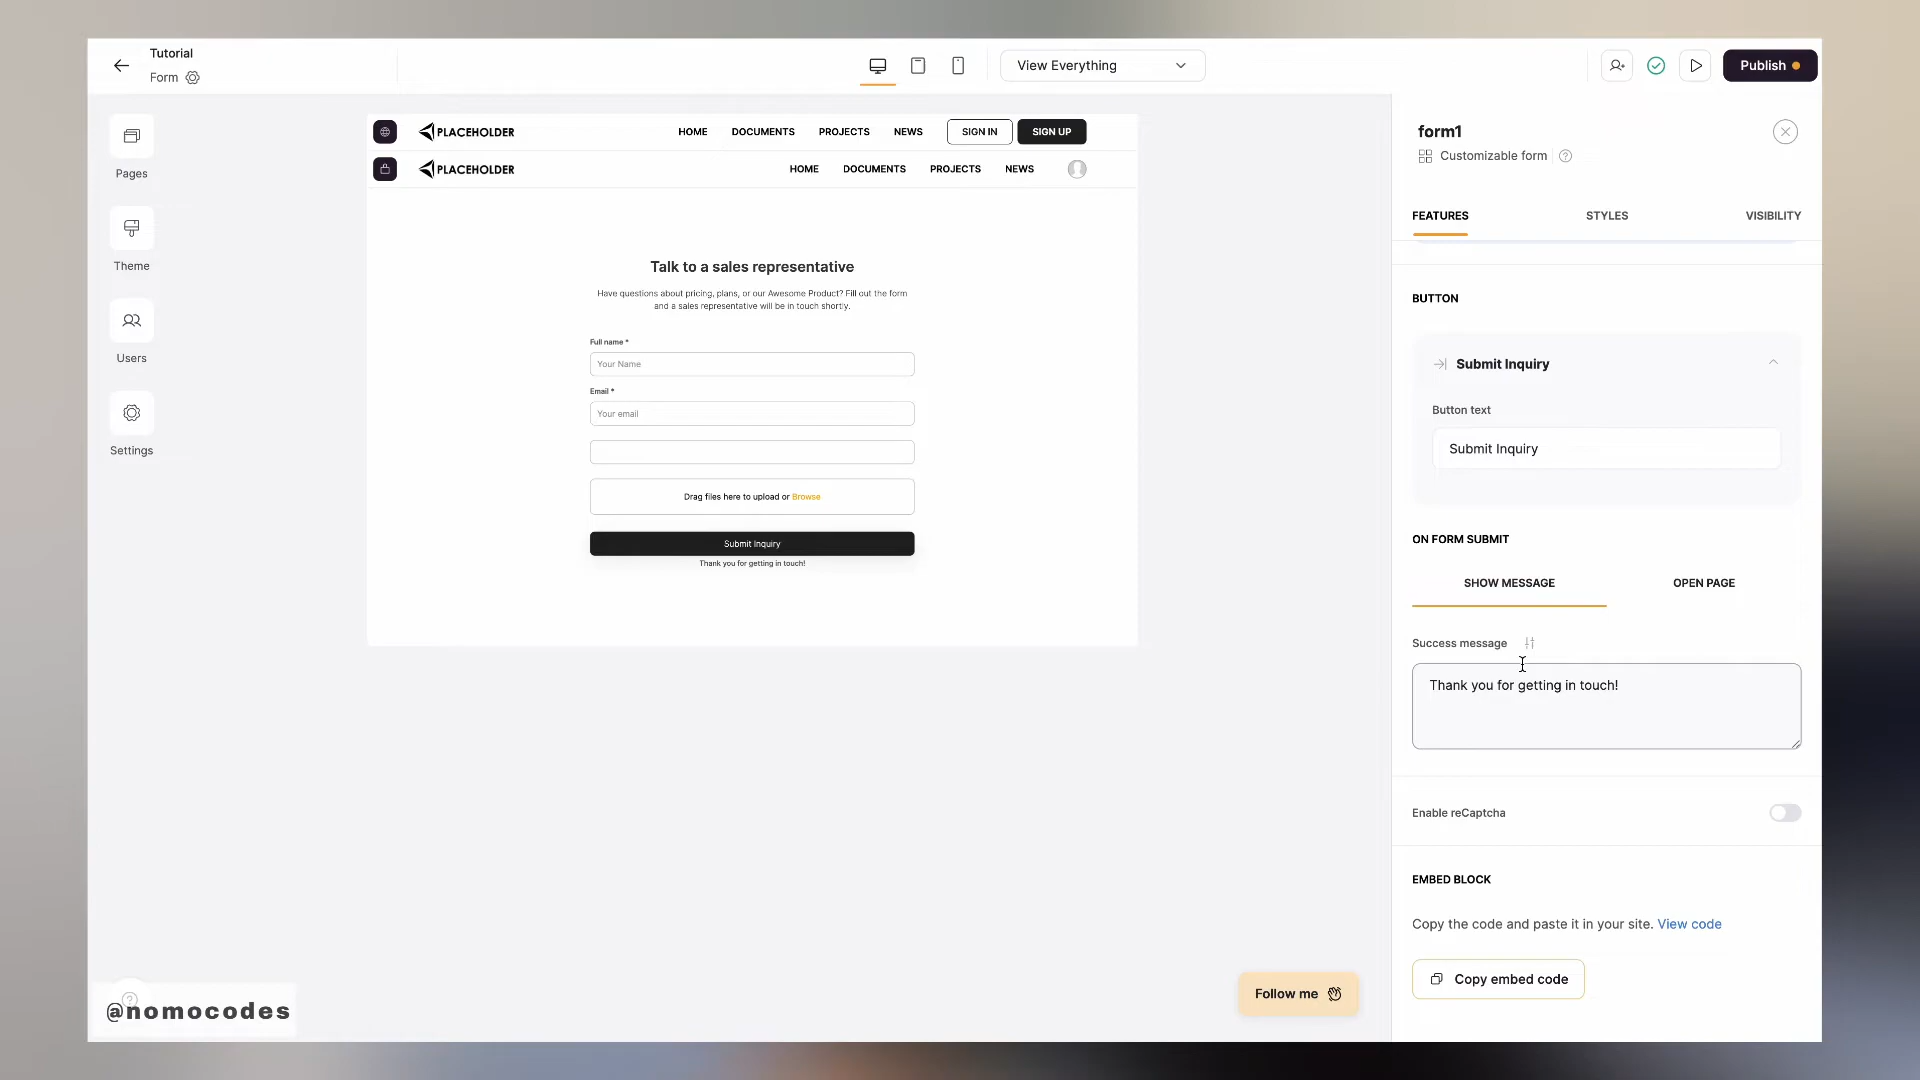 Tutorial
Form
View Everything
Publish
Pages
Theme
Users
Settings
PLACEHOLDER
HOME DOCUMENTS PROJECTS NEWS SIGN IN SIGN UP
PLACEHOLDER
HOME DOCUMENTS PROJECTS NEWS
Talk to a sales representative
Have questions about pricing, plans, or our Awesome Product? Fill out the form
and a sales representative will be in touch shortly.
Full name *
Your Name
Email *
Your email
Drag files here to upload or Browse
Submit Inquiry
Thank you for getting in touch!
form1
Customizable form
FEATURES STYLES VISIBILITY
BUTTON
Submit Inquiry
Button text
Submit Inquiry
ON FORM SUBMIT
SHOW MESSAGE OPEN PAGE
Success message
Thank you for getting in touch!
Enable reCaptcha
EMBED BLOCK
Copy the code and paste it in your site. View code
Copy embed code
Follow me
@nomocodes